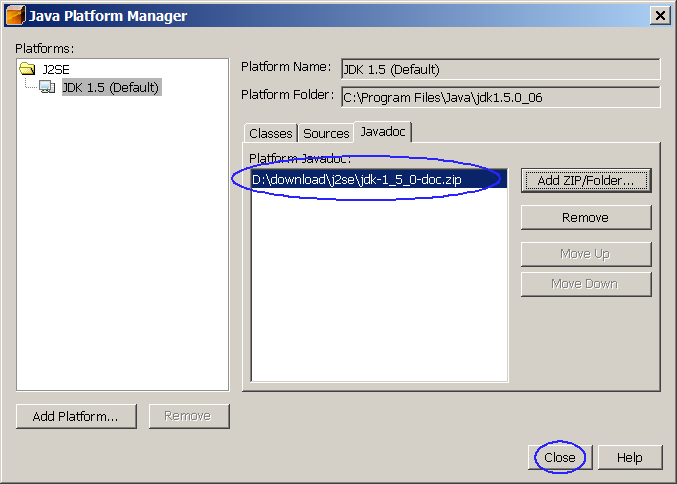 Java Platform Manager
Platforms:
J2SE
JDK 1.5 (Default)
Platform Name:
JDK 1.5 (Default)
Platform Folder:
C:\Program Files\Java\jdk1.5.0_06
Classes
Sources
Javadoc
Platform Javadoc:
D:\download\j2se\jdk-1_5_0-doc.zip
Add ZIP/Folder...
Remove
Move Up
Move Down
Add Platform...
Remove
Close
Help